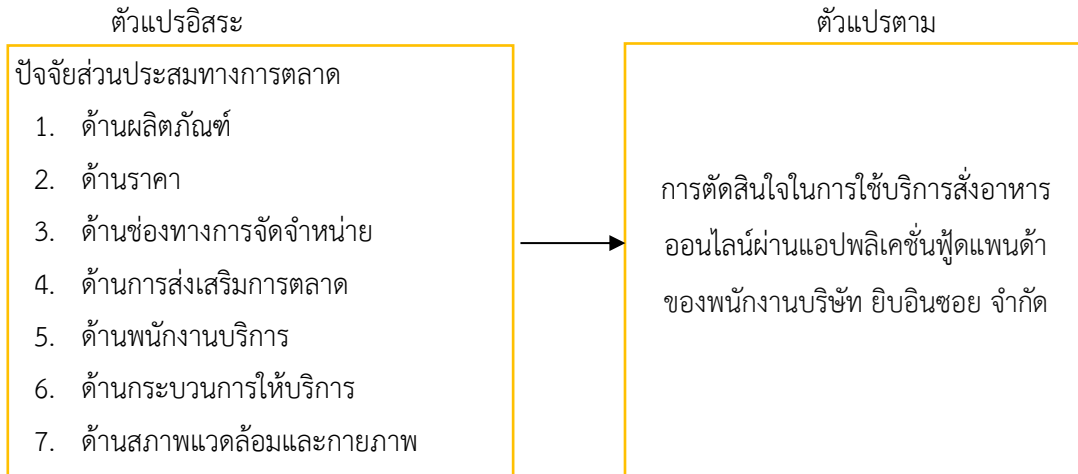 ตัวแปรอิสระ
ตัวแปรตาม
ปัจจัยส่วนประสมทางการตลาด
1. ด้านผลิตภัณฑ์
2. ด้านราคา
3. ด้านช่องทางการจัดจำหน่าย
4. ด้านการส่งเสริมการตลาด
5. ด้านพนักงานบริการ
6. ด้านกระบวนการให้บริการ
7. ด้านสภาพแวดล้อมและกายภาพ
การตัดสินใจในการใช้บริการสั่งอาหาร
ออนไลน์ผ่านแอปพลิเคชั่นฟู้ดแพนด้า
ของพนักงานบริษัท ยิบอินซอย จำกัด